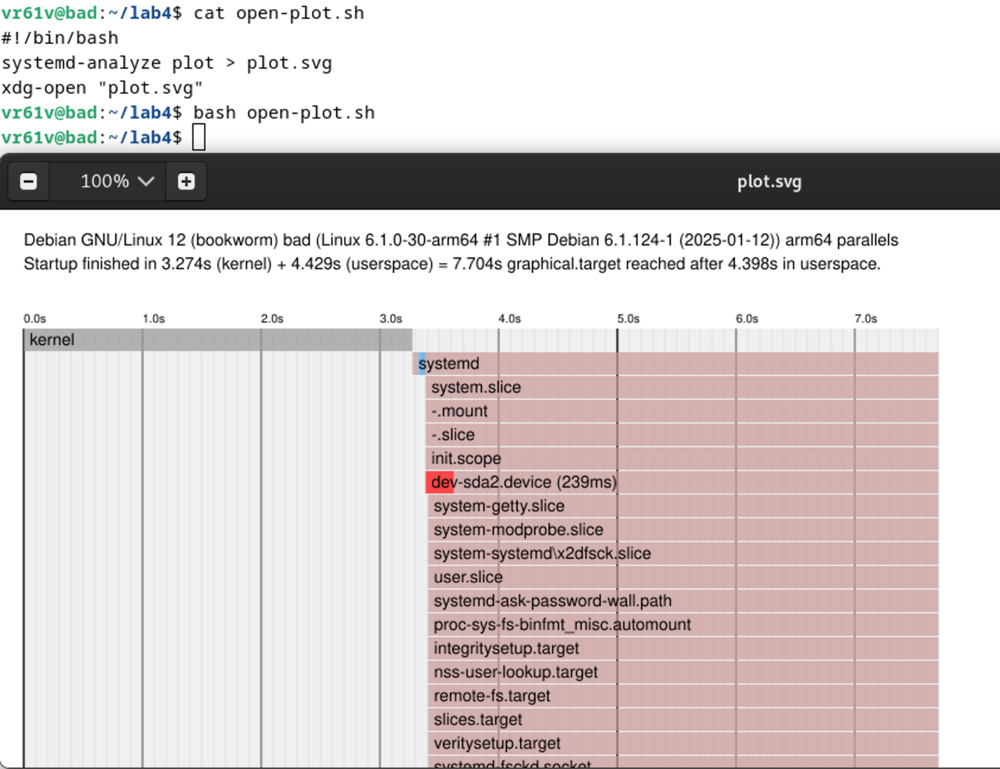 vr61v@bad:~/lab4$ cat open-plot.sh
#!/bin/bash
systemd-analyze plot > plot.svg
xdg-open "plot.svg"
vr61v@bad:~/lab4$ bash open-plot.sh
vr61v@bad:~/lab4$
100%
plot.svg
Debian GNU/Linux 12 (bookworm) bad (Linux 6.1.0-30-arm64 #1 SMP Debian 6.1.124-1 (2025-01-12)) arm64 parallels
Startup finished in 3.274s (kernel) + 4.429s (userspace) = 7.704s graphical.target reached after 4.398s in userspace.
0.0s 1.0s 2.0s 3.0s 4.0s 5.0s 6.0s 7.0s
kernel
systemd
system.slice
-.mount
-.slice
init.scope
dev-sda2.device (239ms)
system-getty.slice
system-modprobe.slice
system-systemd\x2dfsck.slice
user.slice
systemd-ask-password-wall.path
proc-sys-fs-binfmt_misc.automount
integritysetup.target
nss-user-lookup.target
remote-fs.target
slices.target
veritysetup.target
systemd-fsckd.socket